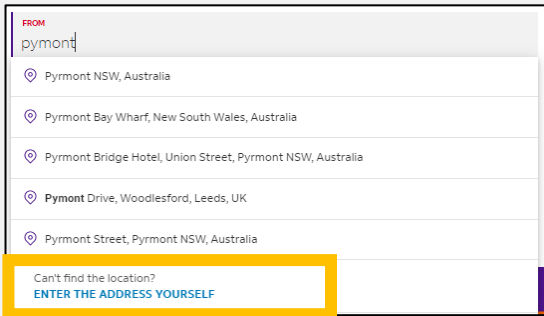 FROM
pymont
Pyrmont NSW, Australia
Pyrmont Bay Wharf, New South Wales, Australia
Pyrmont Bridge Hotel, Union Street, Pyrmont NSW, Australia
Pymont Drive, Woodlesford, Leeds, UK
Pyrmont Street, Pyrmont NSW, Australia
Can't find the location?
ENTER THE ADDRESS YOURSELF